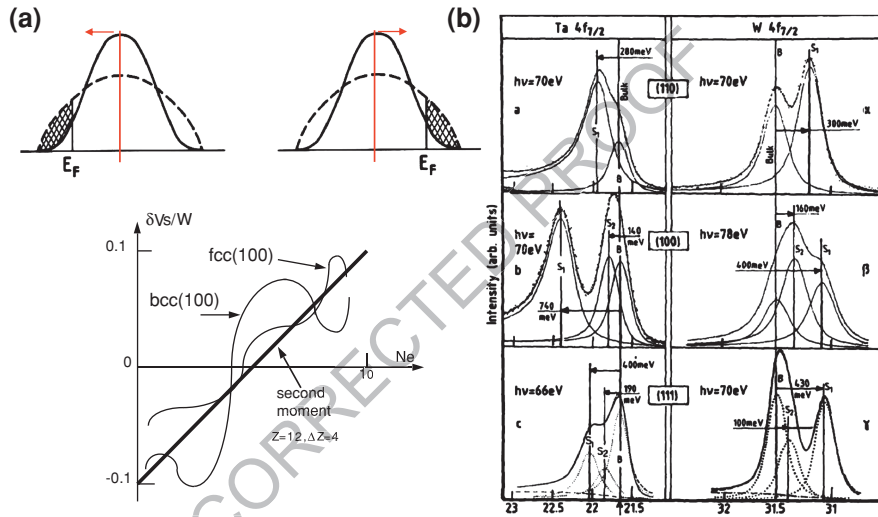 (a)
E_F
E_F
δVs/W
0.1
fcc(100)
bcc(100)
0
10
Ne
second
moment
Z=12,ΔZ=4
-0.1
(b)
Ta 4f7/2
W 4f7/2
280meV
B
S1
hν=70eV
(110)
hν=70eV
Bulk
a
α
S1
300meV
B
Bulk
Intensity (arb. units)
hν=
70eV
S2
140
meV
B
(100)
hν=78eV
160meV
B
b
S1
400meV
S2
S1
β
740
meV
400meV
hν=66eV
190
meV
(111)
hν=70eV
B
430
meV
S1
c
S1
S2
B
100meV
S2
γ
23
22.5
22
21.5
32
31.5
31
UNCORRECTED PROOF